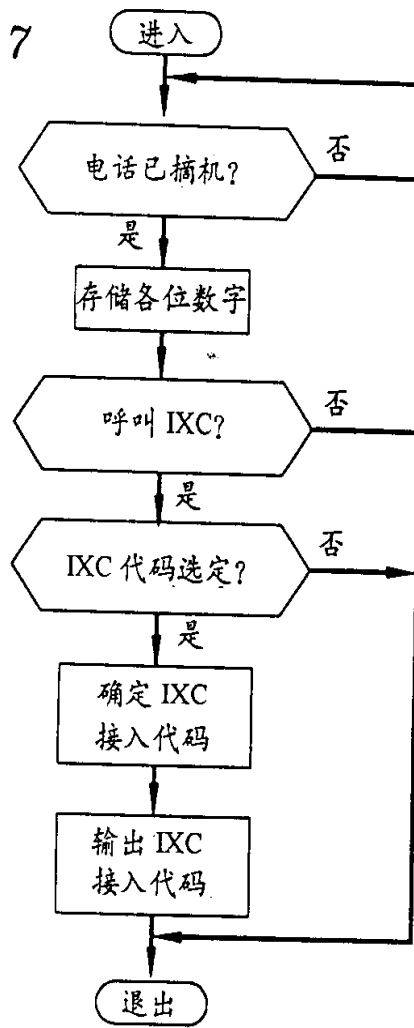 7
进入
电话已摘机?
否
是
存储各位数字
呼叫 IXC?
否
是
IXC 代码选定?
否
是
确定 IXC
接入代码
输出 IXC
接入代码
退出